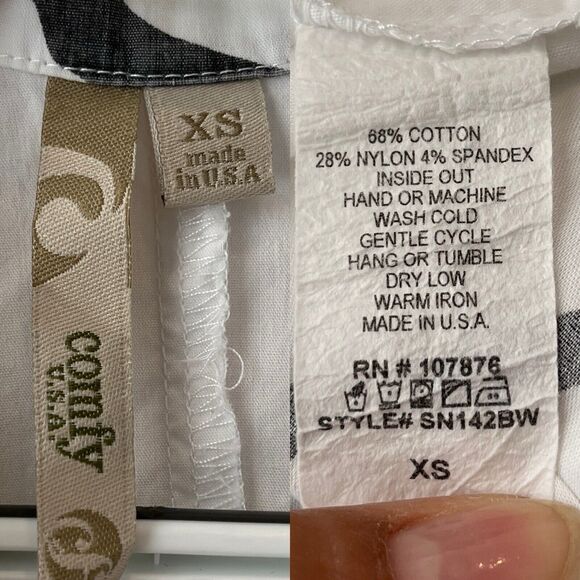 XS
made
in U.S.A
comfy
U.S.A.
68% COTTON
28% NYLON 4% SPANDEX
INSIDE OUT
HAND OR MACHINE
WASH COLD
GENTLE CYCLE
HANG OR TUMBLE
DRY LOW
WARM IRON
MADE IN U.S.A.
RN # 107876
STYLE# SN142BW
XS